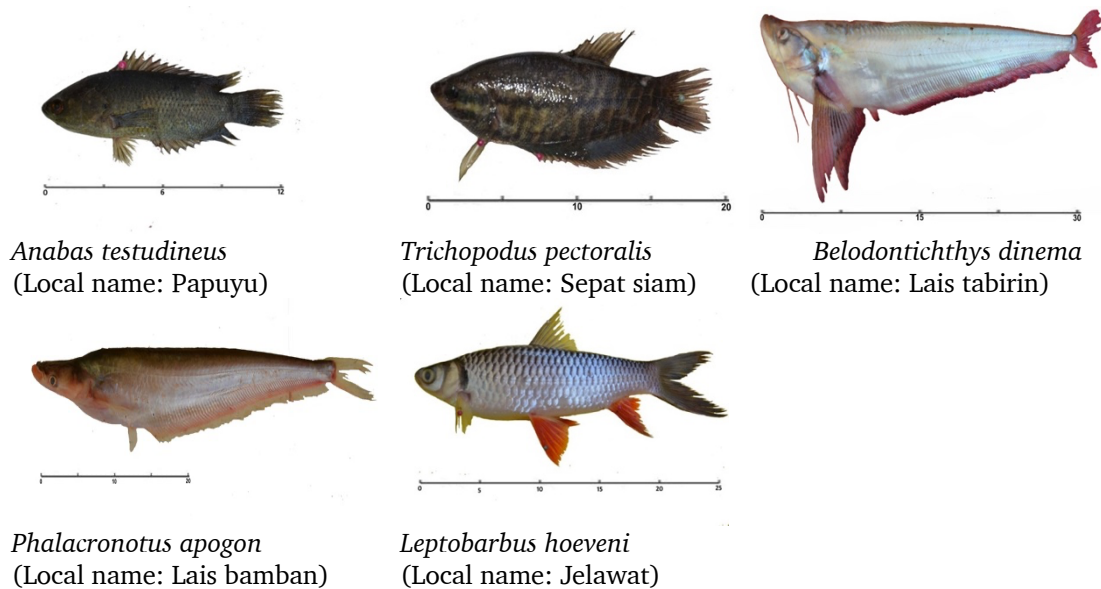 0 6 12
0 10 20
0 15 30
Anabas testudineus
(Local name: Papuyu)
Trichopodus pectoralis
(Local name: Sepat siam)
Belodontichthys dinema
(Local name: Lais tabirin)
0 10 20
0 5 10 15 20 25
Phalacronotus apogon
(Local name: Lais bamban)
Leptobarbus hoeveni
(Local name: Jelawat)